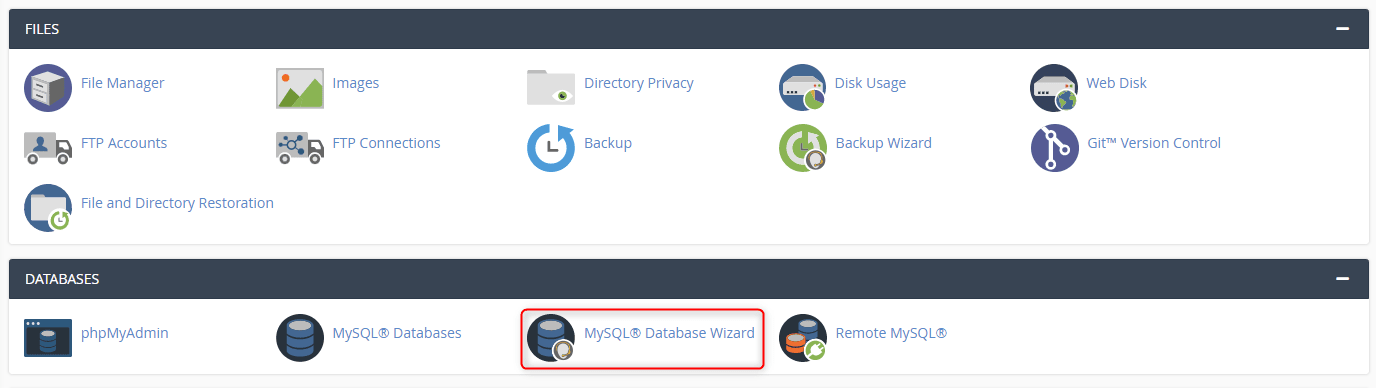 FILES
File Manager
Images
Directory Privacy
Disk Usage
Web Disk
FTP Accounts
FTP Connections
Backup
Backup Wizard
Git™ Version Control
File and Directory Restoration
DATABASES
phpMyAdmin
MySQL® Databases
MySQL® Database Wizard
Remote MySQL®